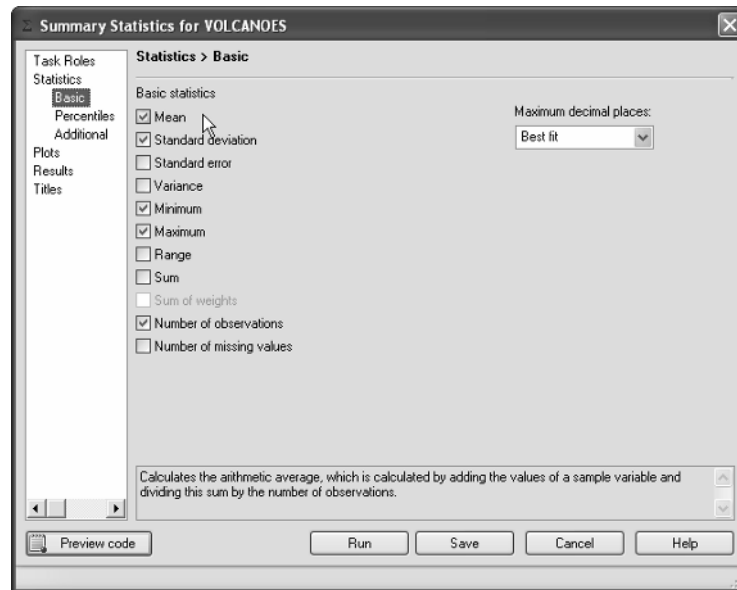 Summary Statistics for VOLCANOES
Task Roles
Statistics
Basic
Percentiles
Additional
Plots
Results
Titles
Statistics > Basic
Basic statistics
Mean
Standard deviation
Standard error
Variance
Minimum
Maximum
Range
Sum
Sum of weights
Number of observations
Number of missing values
Maximum decimal places:
Best fit
Calculates the arithmetic average, which is calculated by adding the values of a sample variable and
dividing this sum by the number of observations.
Preview code
Run
Save
Cancel
Help